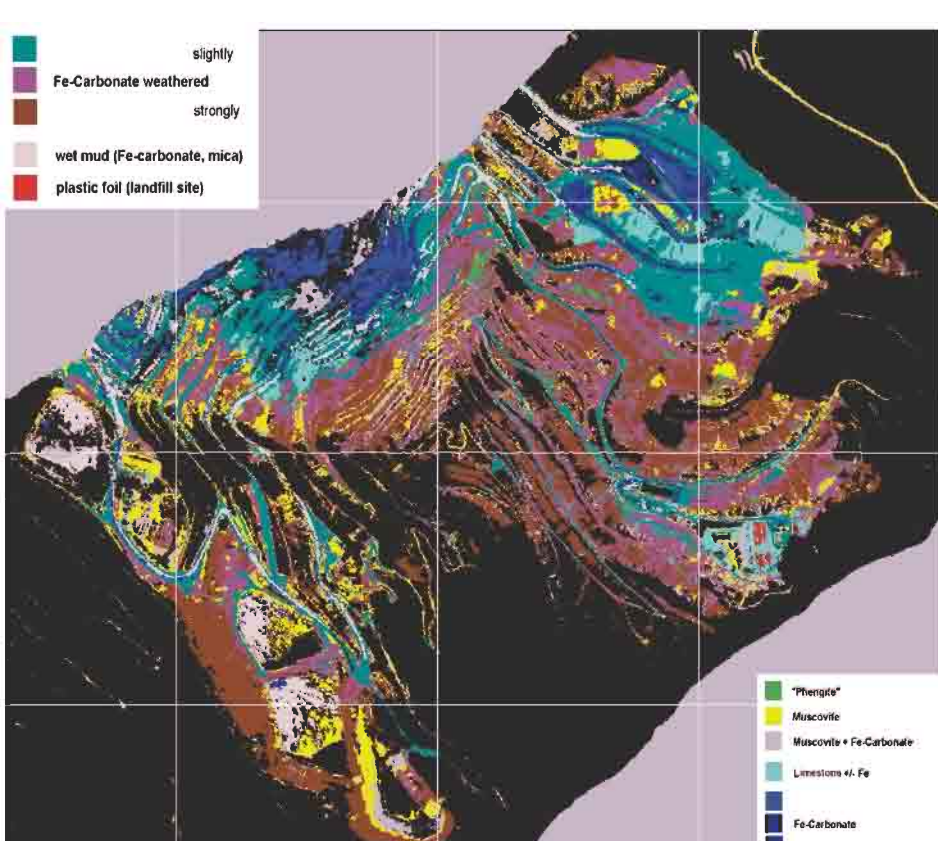 slightly
Fe-Carbonate weathered
strongly
wet mud (Fe-carbonate, mica)
plastic foil (landfill site)
"Phengite"
Muscovite
Muscovite + Fe-Carbonate
Limestone +/- Fe
Fe-Carbonate